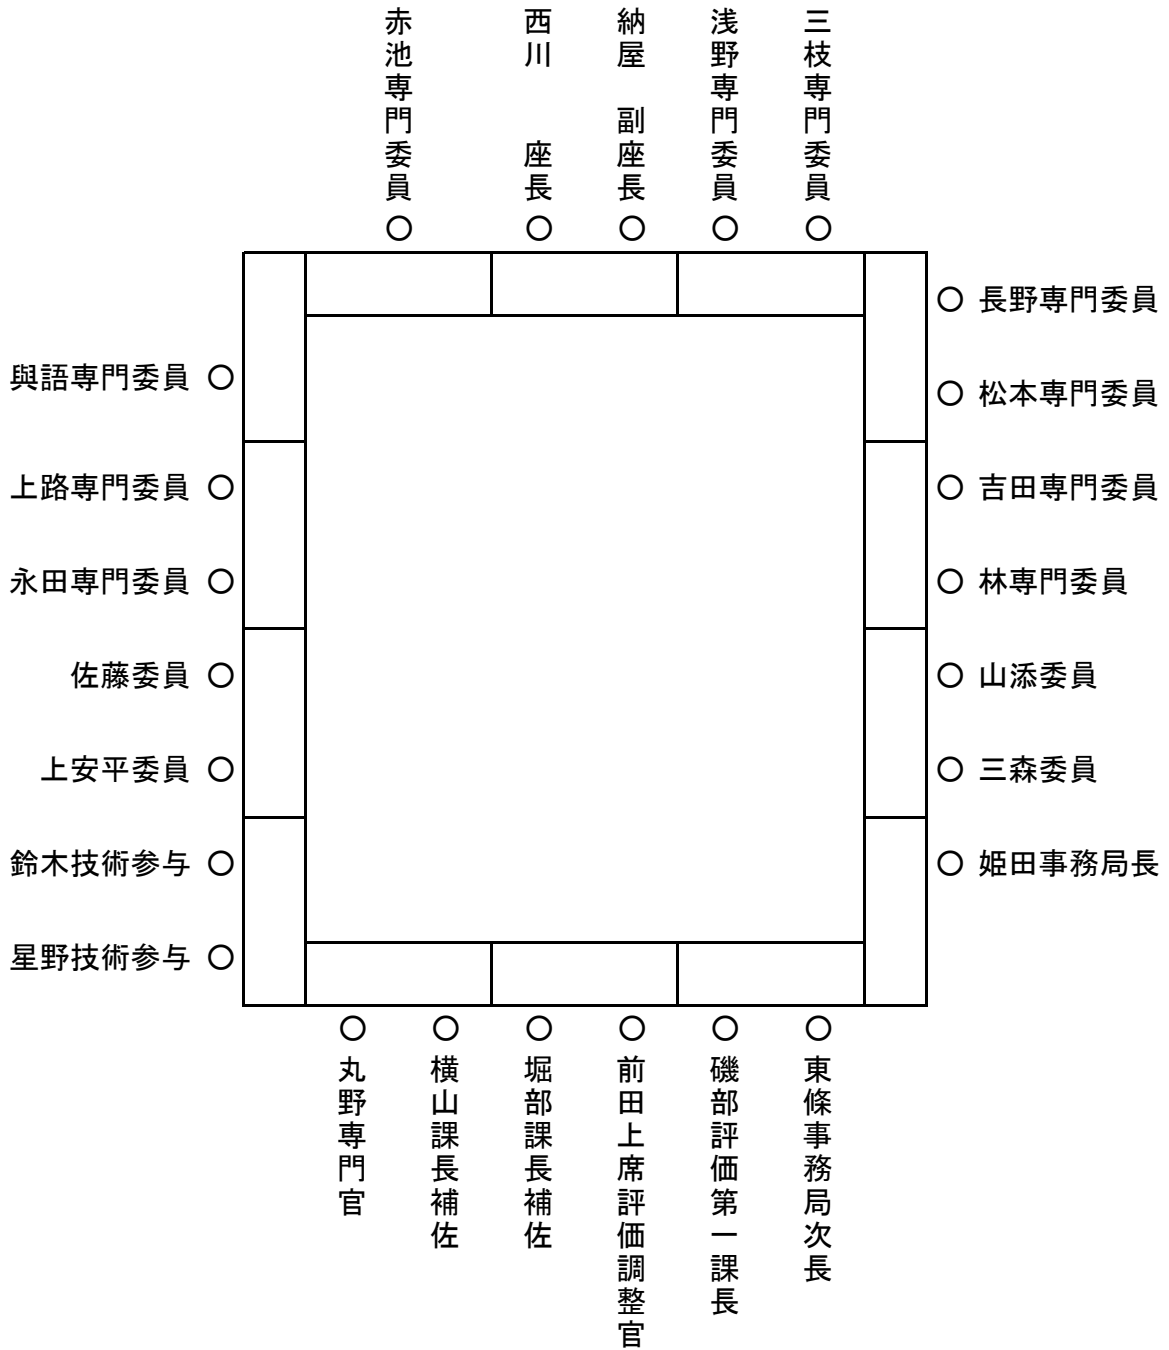 赤池専門委員
西川　座長
納屋　副座長
浅野専門委員
三枝専門委員
長野専門委員
與語専門委員
松本専門委員
上路専門委員
吉田専門委員
永田専門委員
林専門委員
佐藤委員
山添委員
上安平委員
三森委員
鈴木技術参与
姫田事務局長
星野技術参与
丸野専門官
横山課長補佐
堀部課長補佐
前田上席評価調整官
磯部評価第一課長
東條事務局次長